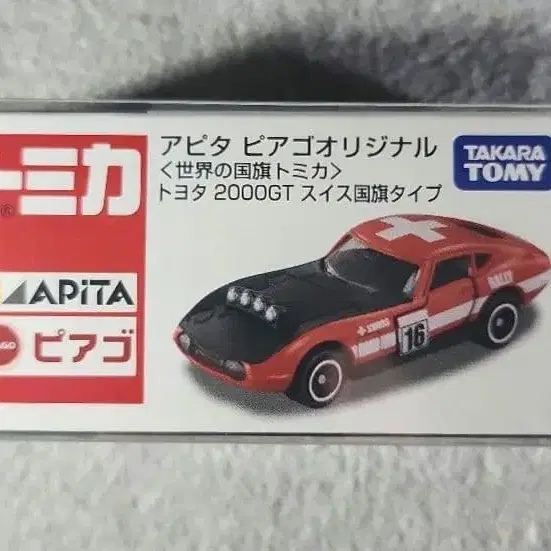 トミカ
®
アピタ ピアゴオリジナル
<世界の国旗トミカ>
トヨタ 2000GT スイス国旗タイプ
TAKARA
TOMY
APiTA
AGO
ピアゴ
16
RALLY